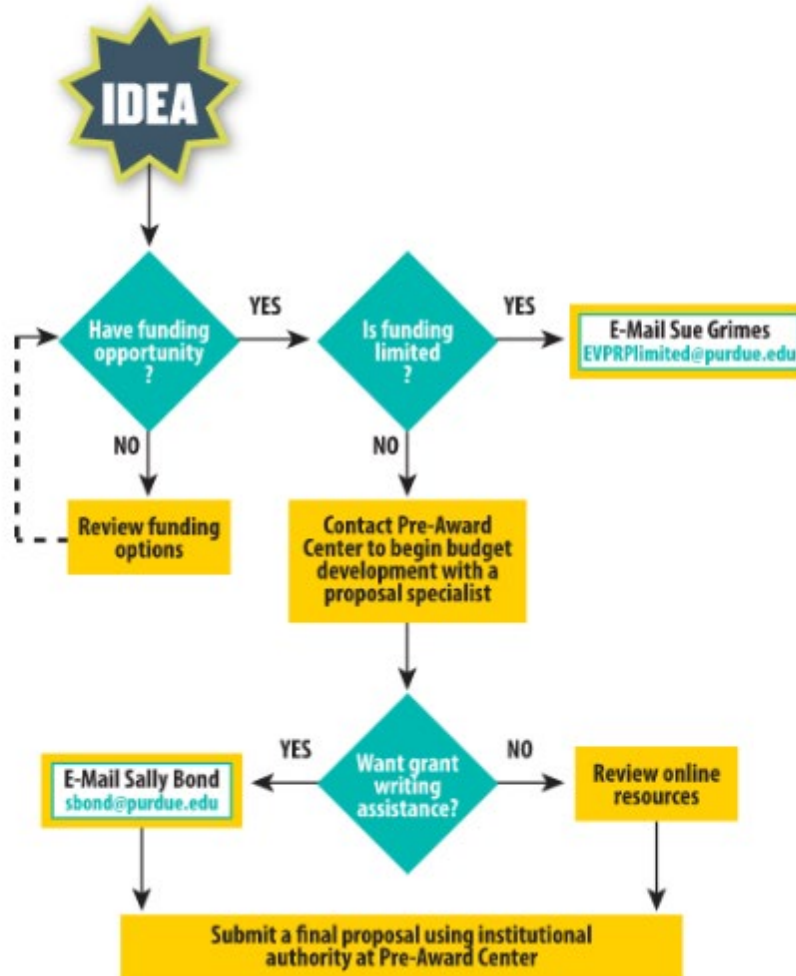 IDEA
Have funding
opportunity
?
YES
Is funding
limited
?
YES
E-Mail Sue Grimes
EVPRPlimited@purdue.edu
NO
NO
Review funding
options
Contact Pre-Award
Center to begin budget
development with a
proposal specialist
YES
Want grant
writing
assistance?
NO
E-Mail Sally Bond
sbond@purdue.edu
Review online
resources
Submit a final proposal using institutional
authority at Pre-Award Center